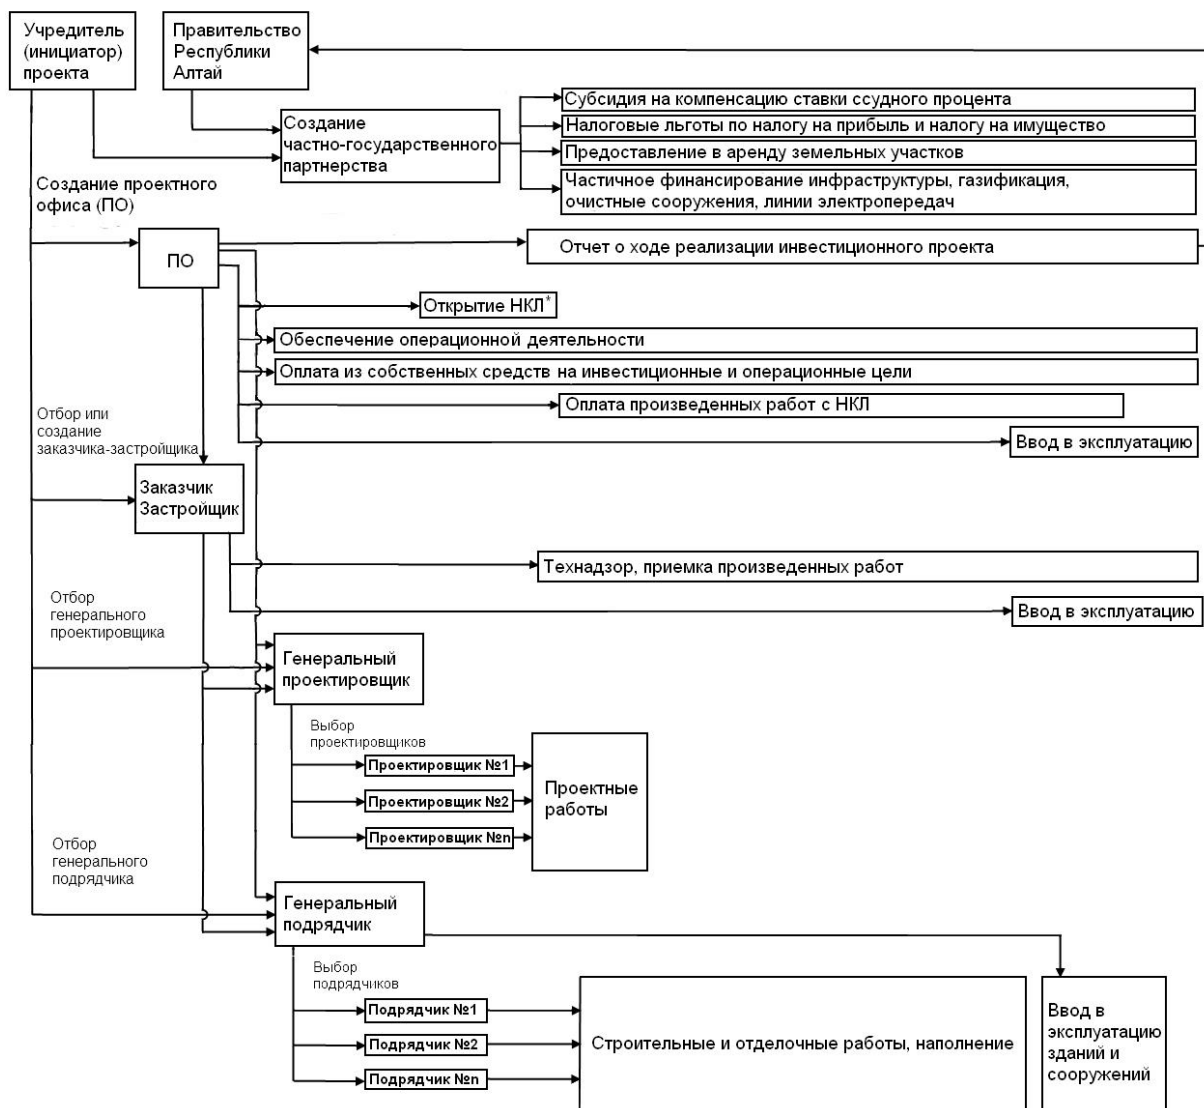 Учредитель
(инициатор)
проекта
Правительство
Республики
Алтай
Создание
частно-государственного
партнерства
Субсидия на компенсацию ставки ссудного процента
Налоговые льготы по налогу на прибыль и налогу на имущество
Предоставление в аренду земельных участков
Частичное финансирование инфраструктуры, газификация,
очистные сооружения, линии электропередач
Создание проектного
офиса (ПО)
ПО
Отчет о ходе реализации инвестиционного проекта
Открытие НКЛ*
Обеспечение операционной деятельности
Оплата из собственных средств на инвестиционные и операционные цели
Оплата произведенных работ с НКЛ
Ввод в эксплуатацию
Отбор или
создание
заказчика-застройщика
Заказчик
Застройщик
Технадзор, приемка произведенных работ
Ввод в эксплуатацию
Отбор
генерального
проектировщика
Генеральный
проектировщик
Выбор
проектировщиков
Проектировщик №1
Проектировщик №2
Проектировщик №n
Проектные
работы
Отбор
генерального
подрядчика
Генеральный
подрядчик
Выбор
подрядчиков
Подрядчик №1
Подрядчик №2
Подрядчик №n
Строительные и отделочные работы, наполнение
Ввод в
эксплуатацию
зданий и
сооружений